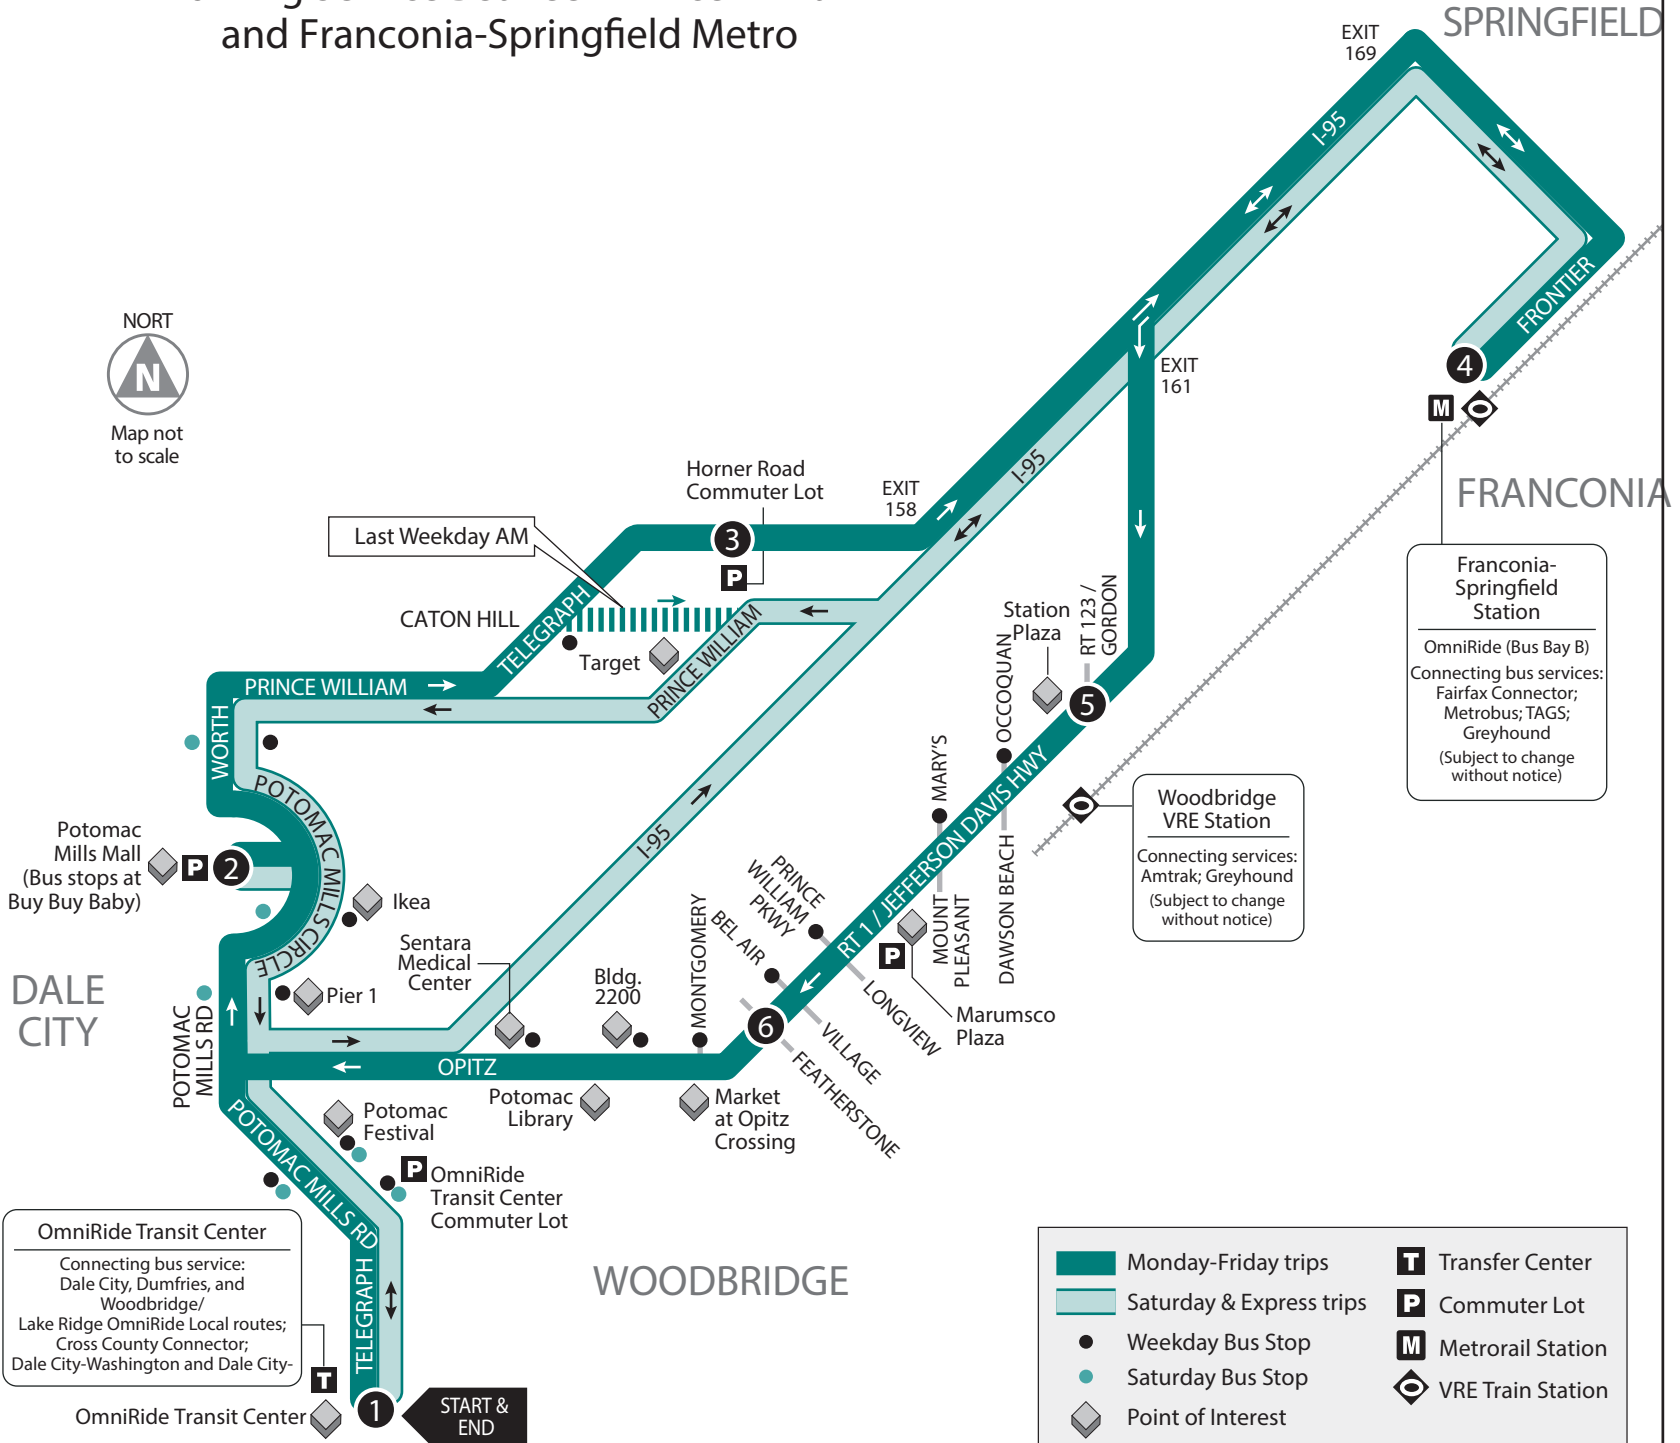 and Franconia-Springfield Metro
SPRINGFIELD
EXIT
169
I-95
FRONTIER
NORT
N
Map not
to scale
4
M
EXIT
161
FRANCONIA
I-95
Horner Road
Commuter Lot
EXIT
158
Last Weekday AM
3
P
CATON HILL
TELEGRAPH
Target
PRINCE WILLIAM
PRINCE WILLIAM
WORTH
Franconia-
Springfield
Station
OmniRide (Bus Bay B)
Connecting bus services:
Fairfax Connector;
Metrobus; TAGS;
Greyhound
(Subject to change
without notice)
Station
Plaza
RT 123 /
GORDON
5
OCCOQUAN
DAWSON BEACH
MARY'S
MOUNT
PLEASANT
RT 1 / JEFFERSON DAVIS HWY
Woodbridge
VRE Station
Connecting services:
Amtrak; Greyhound
(Subject to change
without notice)
POTOMAC MILLS CIRCLE
Potomac
Mills Mall
(Bus stops at
Buy Buy Baby)
P
2
Ikea
I-95
PRINCE
WILLIAM
PKWY
BEL AIR
LONGVIEW
VILLAGE
FEATHERSTONE
P
Marumsco
Plaza
6
Sentara
Medical
Center
Bldg.
2200
MONTGOMERY
Pier 1
DALE
CITY
POTOMAC
MILLS RD
OPITZ
Potomac
Library
Market
at Opitz
Crossing
Potomac
Festival
POTOMAC MILLS RD
P
OmniRide
Transit Center
Commuter Lot
WOODBRIDGE
OmniRide Transit Center
Connecting bus service:
Dale City, Dumfries, and
Woodbridge/
Lake Ridge OmniRide Local routes;
Cross County Connector;
Dale City-Washington and Dale City-
TELEGRAPH
T
OmniRide Transit Center
1
START &
END
Monday-Friday trips
Saturday & Express trips
Weekday Bus Stop
Saturday Bus Stop
Point of Interest
T Transfer Center
P Commuter Lot
M Metrorail Station
VRE Train Station